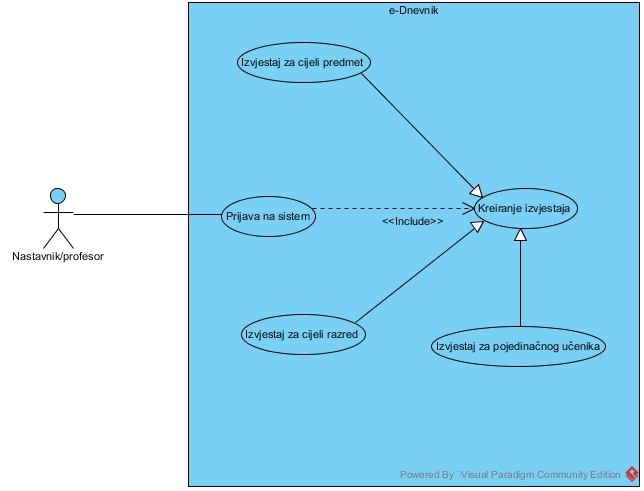 e-Dnevnik
Izvjestaj za cijeli predmet
Prijava na sistem
<<Include>>
Kreiranje izvjestaja
Nastavnik/profesor
Izvjestaj za cijeli razred
Izvjestaj za pojedinačnog učenika
Powered By Visual Paradigm Community Edition